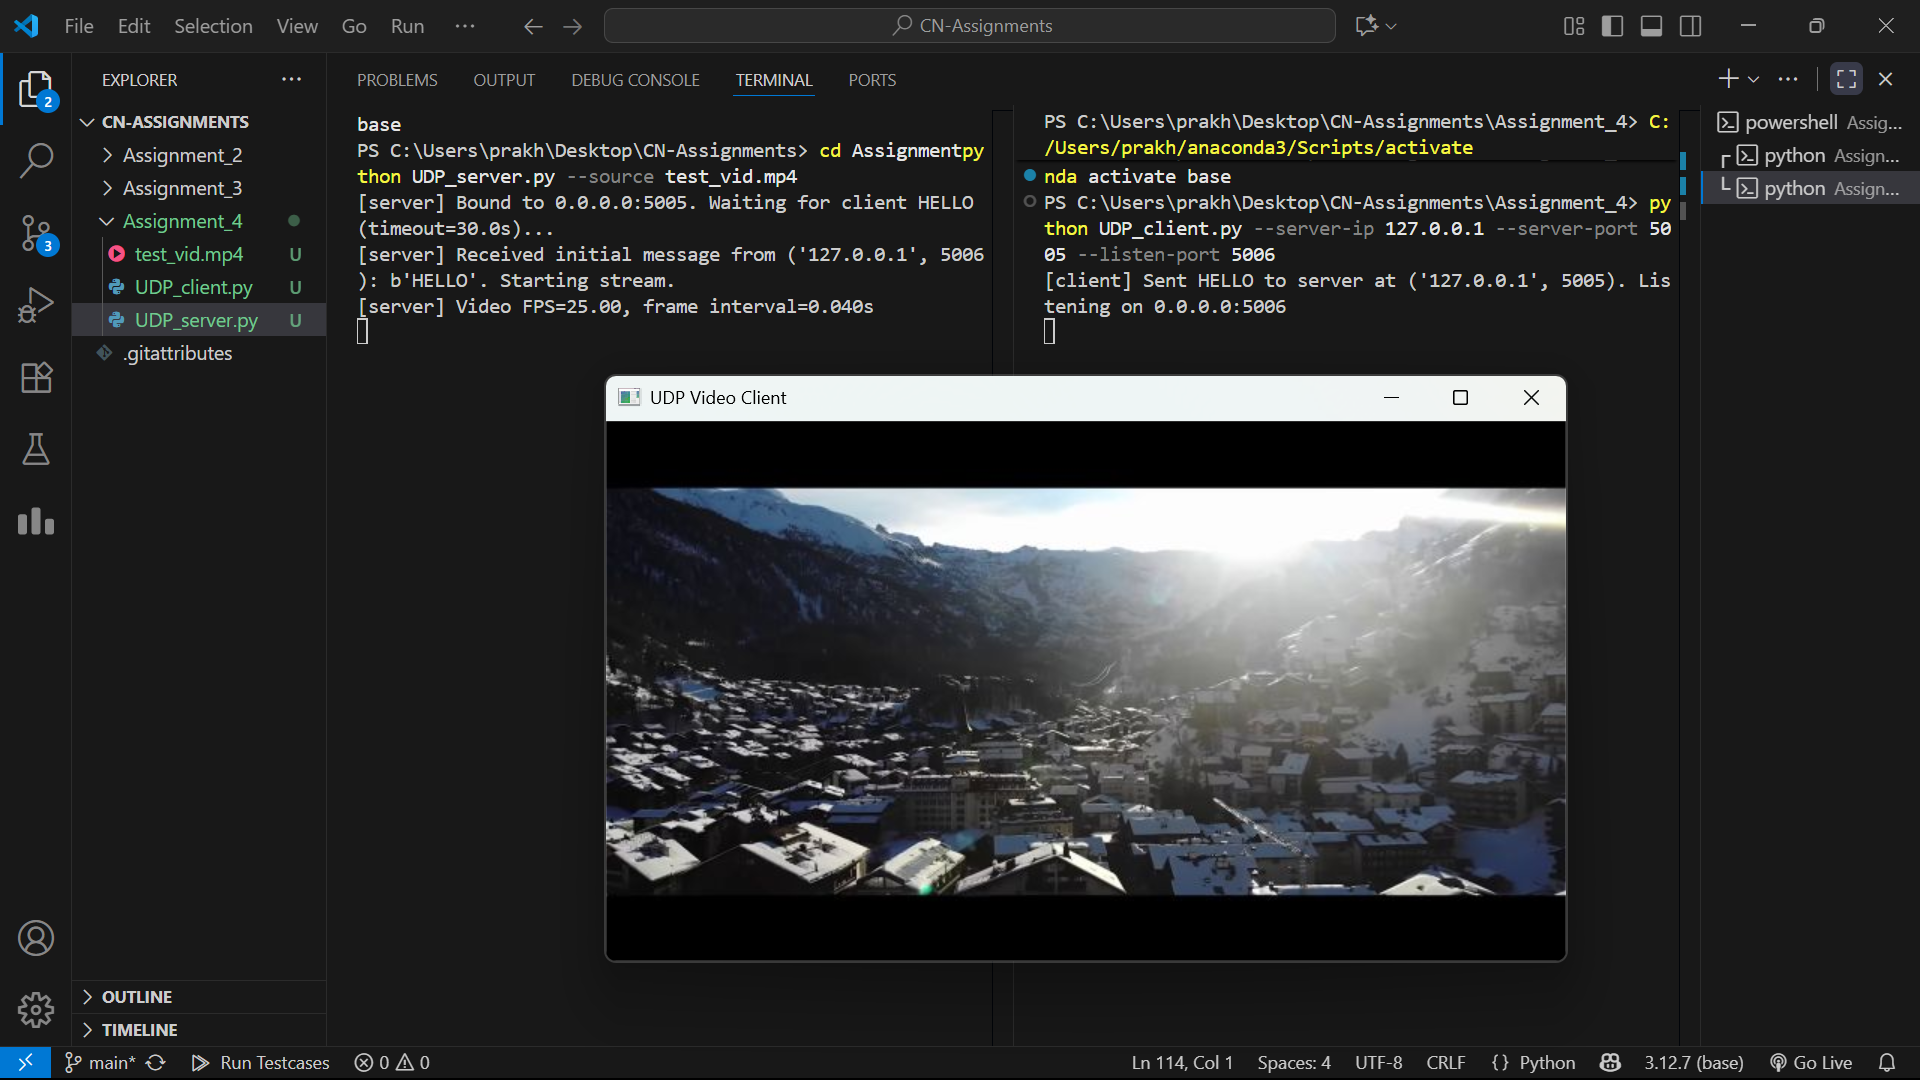 File Edit Selection View Go Run ···
CN-Assignments
EXPLORER
2
CN-ASSIGNMENTS
Assignment_2
Assignment_3
Assignment_4
3
test_vid.mp4 U
UDP_client.py U
UDP_server.py U
.gitattributes
OUTLINE
TIMELINE
PROBLEMS OUTPUT DEBUG CONSOLE TERMINAL PORTS
base
PS C:\Users\prakh\Desktop\CN-Assignments> cd Assignmentpy
thon UDP_server.py --source test_vid.mp4
[server] Bound to 0.0.0.0:5005. Waiting for client HELLO
(timeout=30.0s)...
[server] Received initial message from ('127.0.0.1', 5006
): b'HELLO'. Starting stream.
[server] Video FPS=25.00, frame interval=0.040s
PS C:\Users\prakh\Desktop\CN-Assignments\Assignment_4> C:
/Users/prakh/anaconda3/Scripts/activate
nda activate base
PS C:\Users\prakh\Desktop\CN-Assignments\Assignment_4> py
thon UDP_client.py --server-ip 127.0.0.1 --server-port 50
05 --listen-port 5006
[client] Sent HELLO to server at ('127.0.0.1', 5005). Lis
tening on 0.0.0.0:5006
powershell Assig...
python Assign...
python Assign...
UDP Video Client
main* Run Testcases 0 0
Ln 114, Col 1 Spaces: 4 UTF-8 CRLF {} Python 3.12.7 (base) Go Live